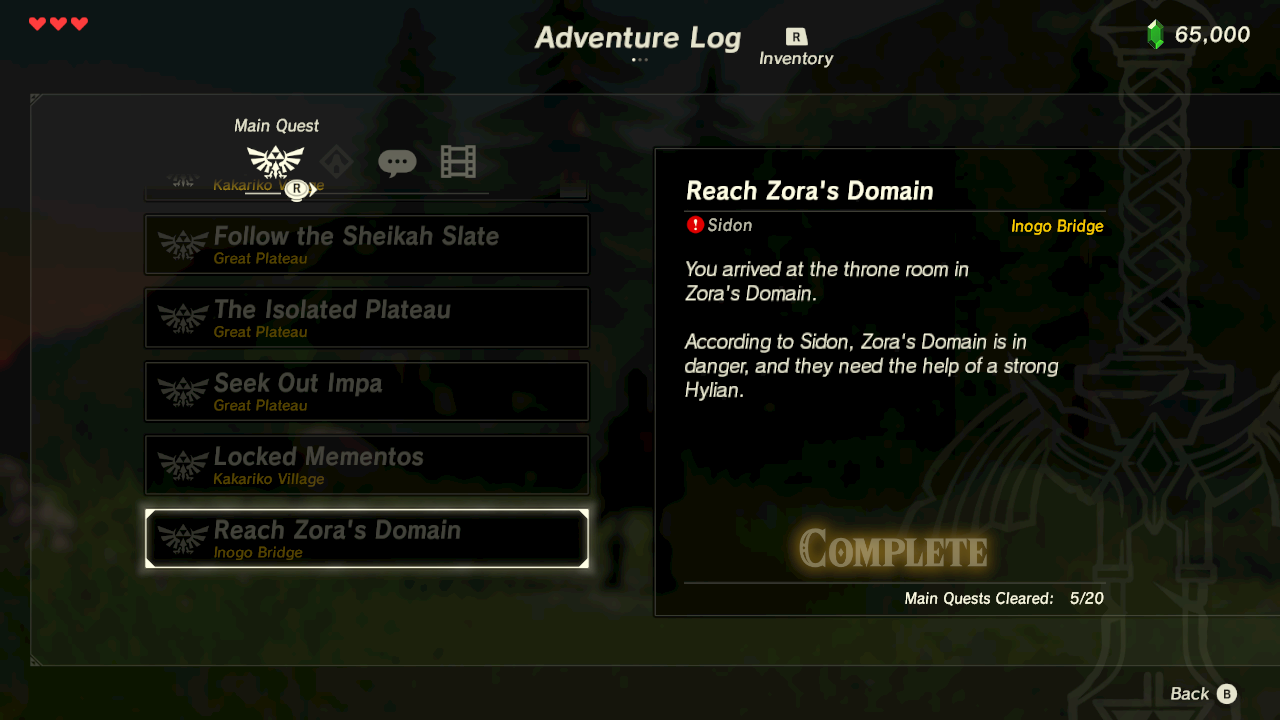 Adventure Log
R
Inventory
65,000
Main Quest
Kakariko Village
R
Follow the Sheikah Slate
Great Plateau
The Isolated Plateau
Great Plateau
Seek Out Impa
Great Plateau
Locked Mementos
Kakariko Village
Reach Zora's Domain
Inogo Bridge
Reach Zora's Domain
! Sidon
Inogo Bridge
You arrived at the throne room in
Zora's Domain.
According to Sidon, Zora's Domain is in
danger, and they need the help of a strong
Hylian.
COMPLETE
Main Quests Cleared: 5/20
Back B